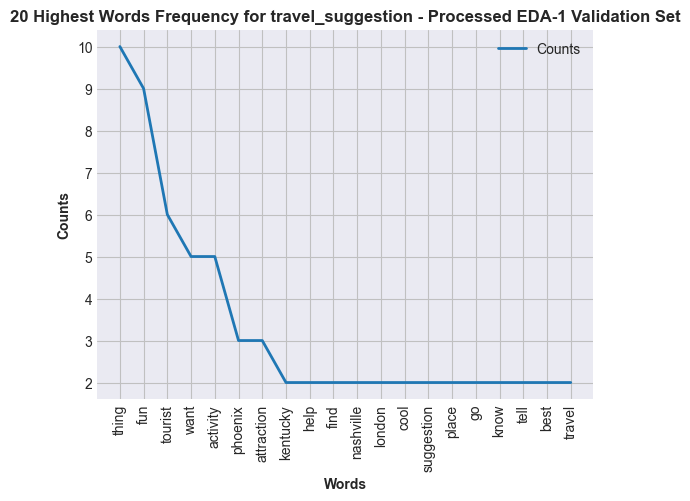 20 Highest Words Frequency for travel_suggestion - Processed EDA-1 Validation Set
Counts
10
9
8
7
6
5
4
3
2
Counts
thing
fun
tourist
want
activity
phoenix
attraction
kentucky
help
find
nashville
london
cool
suggestion
place
go
know
tell
best
travel
Words